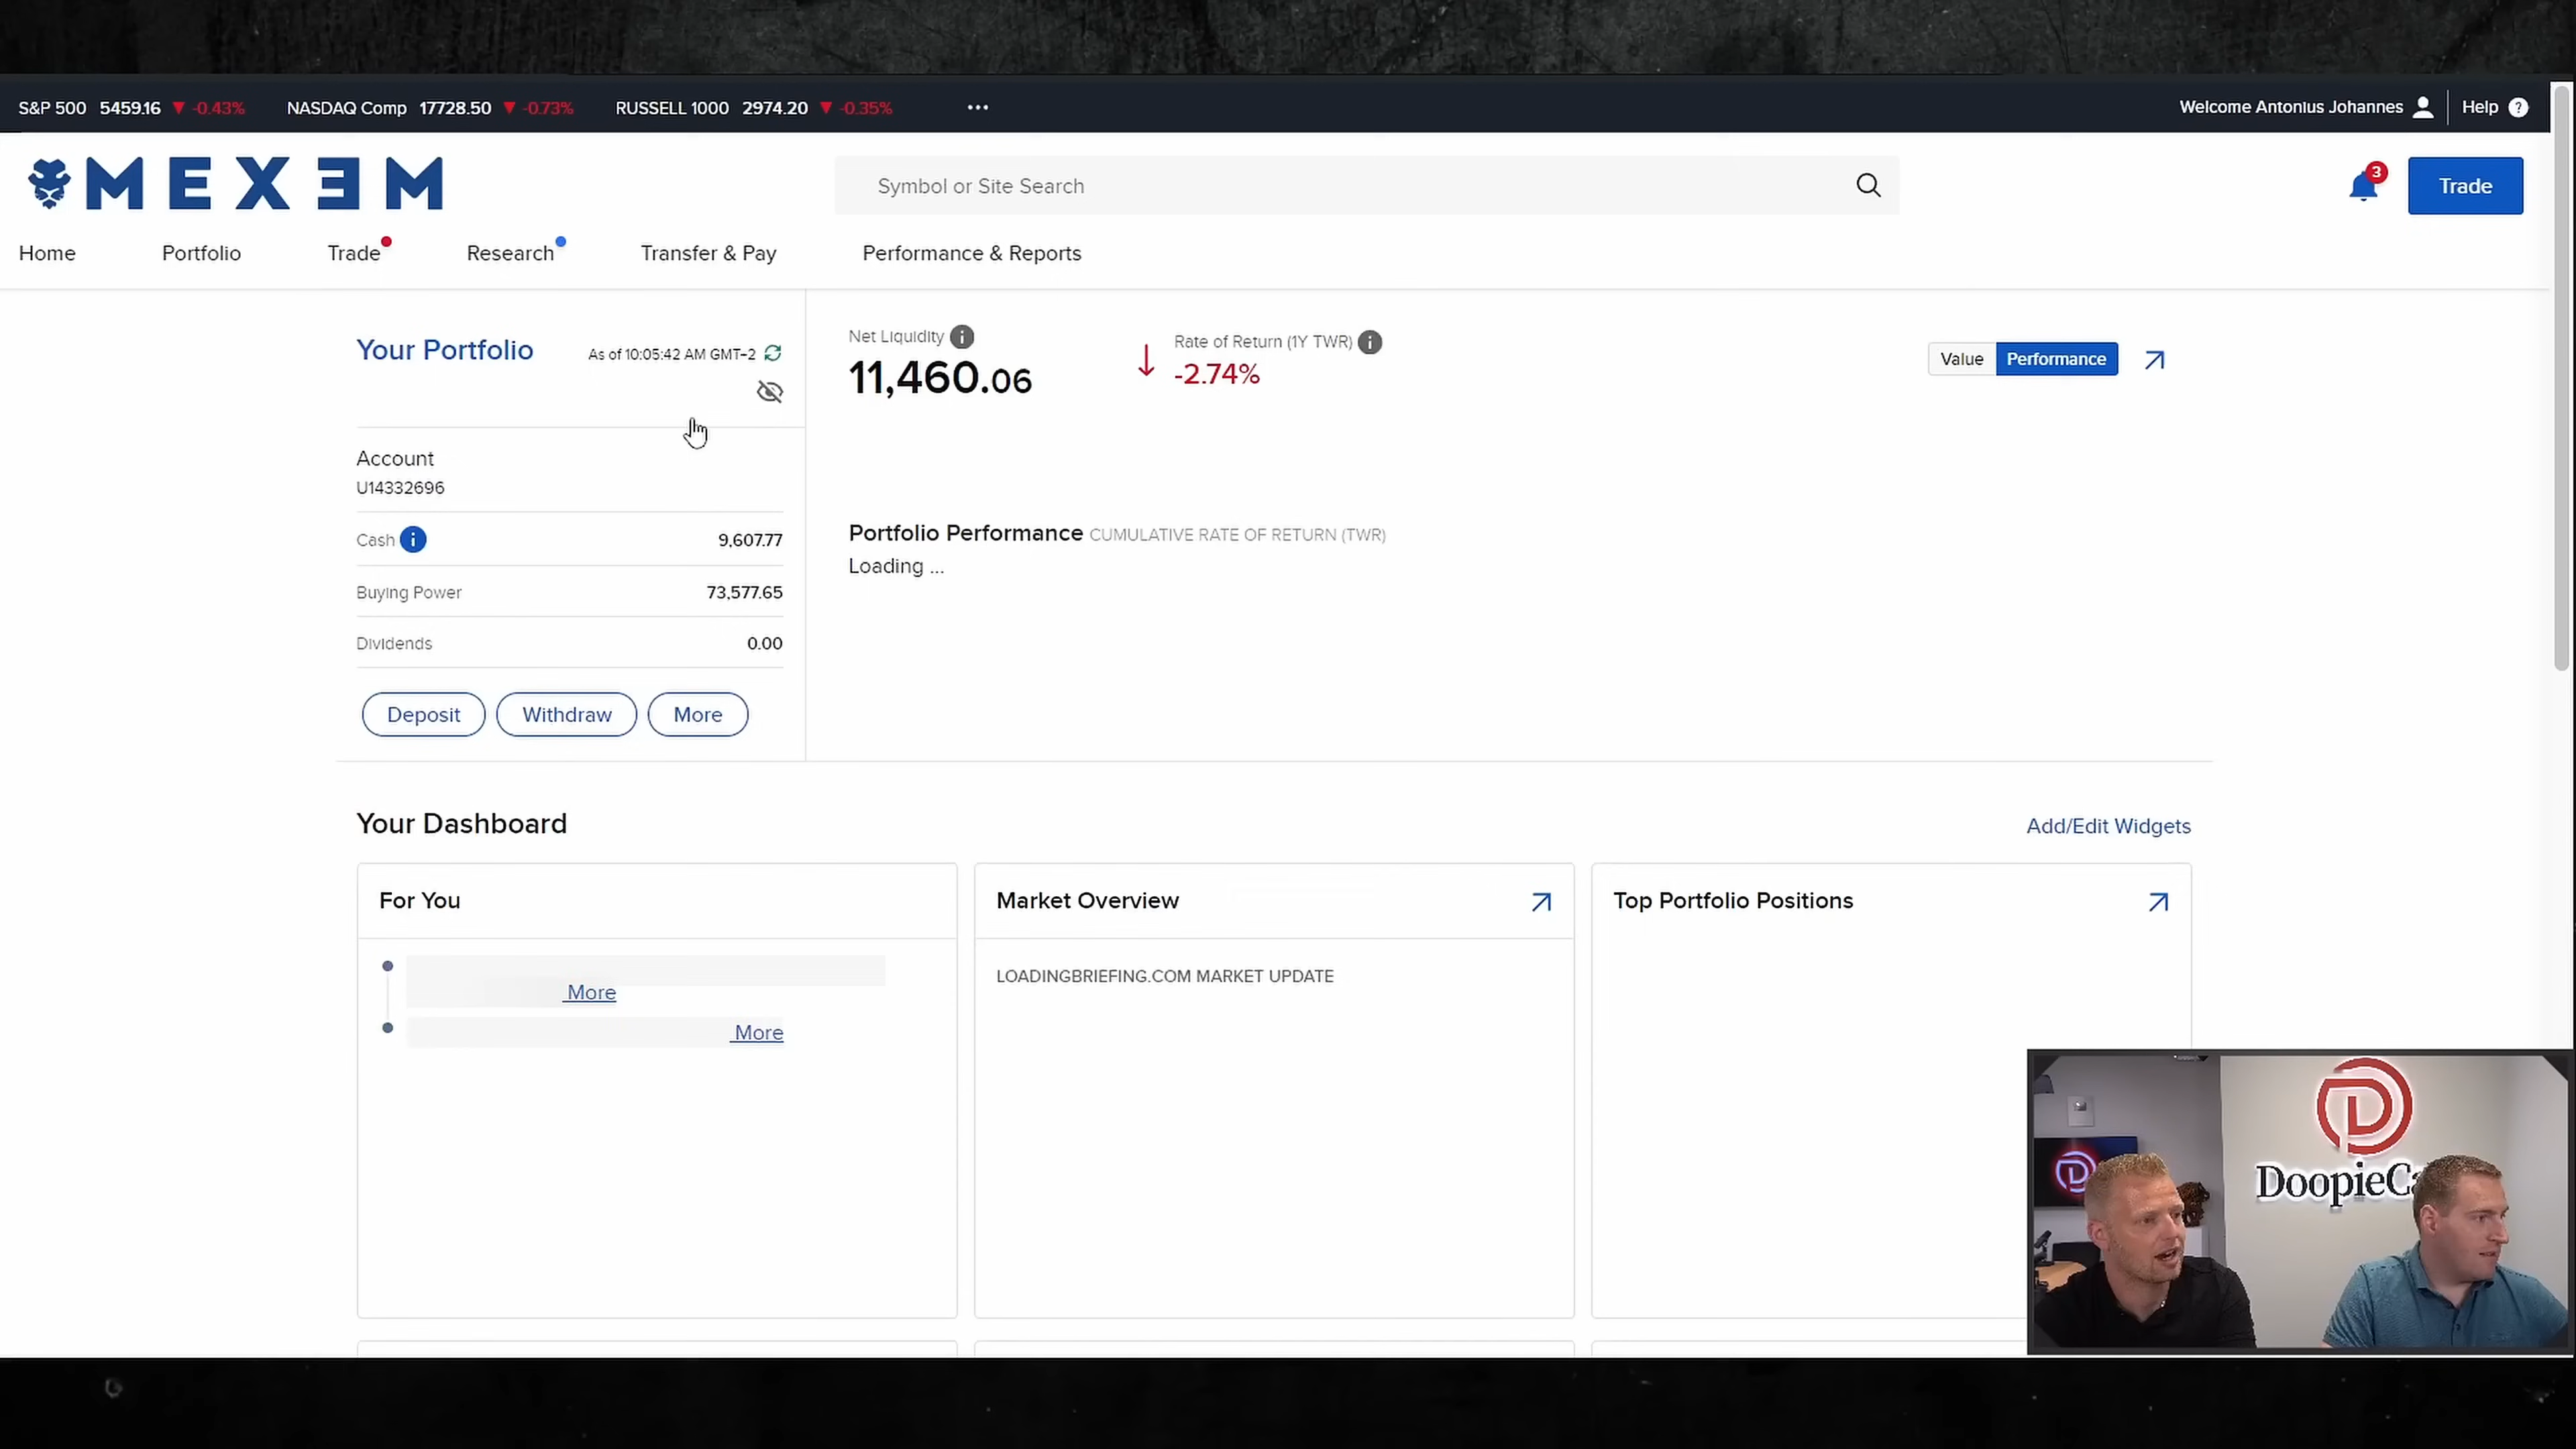 S&P 500 5459.16 ▼ -0.43% NASDAQ Comp 17728.50 ▼ -0.73% RUSSELL 1000 2974.20 ▼ -0.35% ••• Welcome Antonius Johannes Help ?
MEXEM Symbol or Site Search 3 Trade
Home Portfolio Trade Research Transfer & Pay Performance & Reports
Your Portfolio As of 10:05:42 AM GMT-2
Net Liquidity i
11,460.06
Rate of Return (1Y TWR) i
-2.74%
Value Performance
Account
U14332696
Cash i 9,607.77
Buying Power 73,577.65
Dividends 0.00
Deposit Withdraw More
Portfolio Performance CUMULATIVE RATE OF RETURN (TWR)
Loading ...
Your Dashboard Add/Edit Widgets
For You
More
More
Market Overview
LOADINGBRIEFING.COM MARKET UPDATE
Top Portfolio Positions
DoopieCa